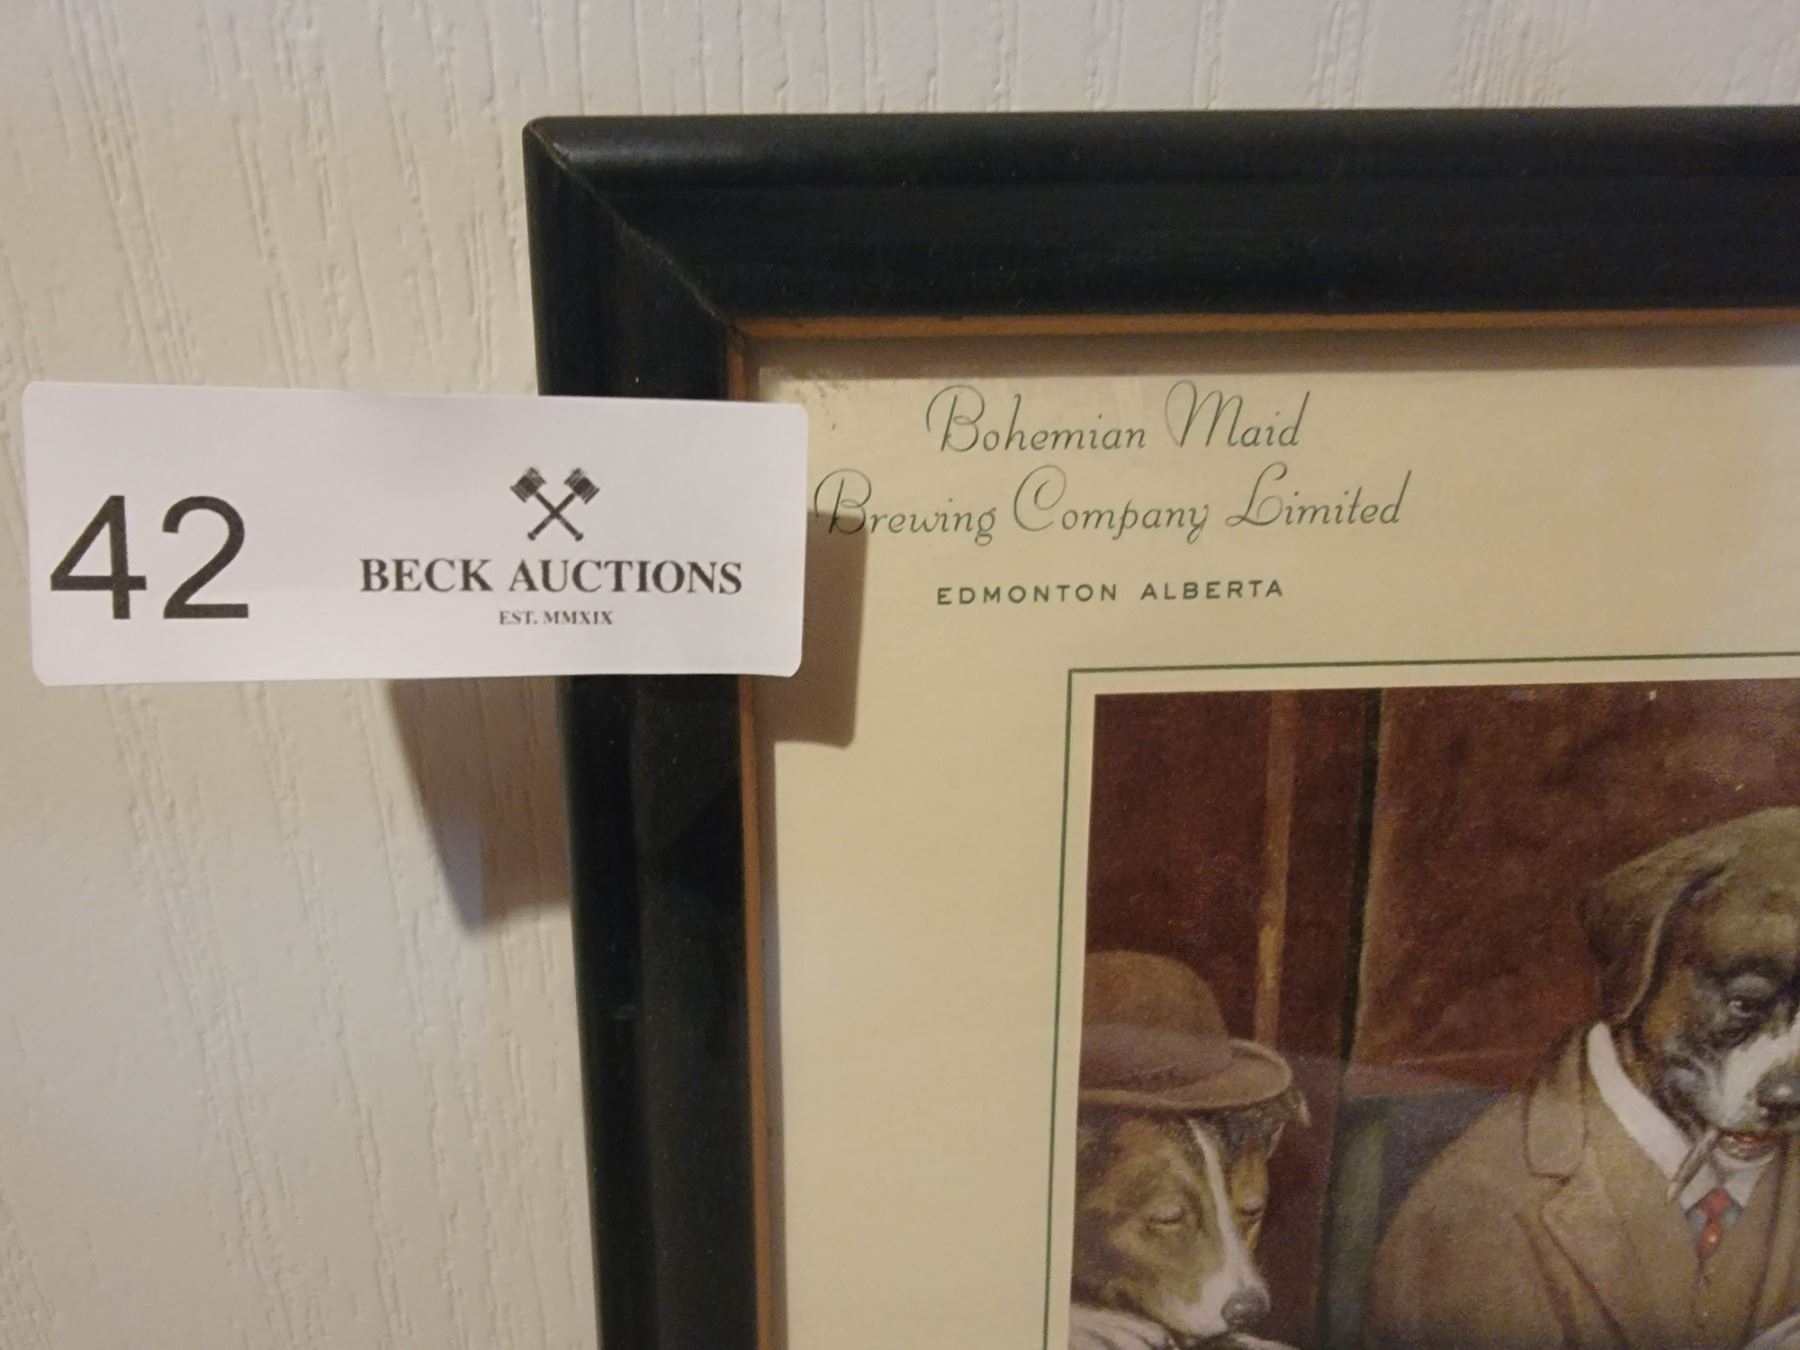 42
BECK AUCTIONS
EST. MMXIX
Bohemian Maid
Brewing Company Limited
EDMONTON ALBERTA